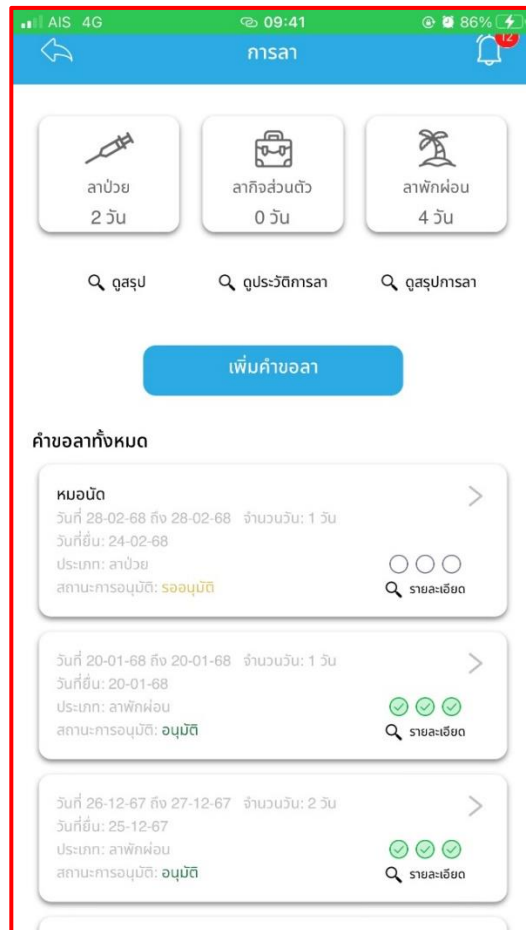 AIS 4G 09:41 86%
การลา 12
ลาป่วย ลากิจส่วนตัว ลาพักผ่อน
2 วัน 0 วัน 4 วัน
ดูสรุป ดูประวัติการลา ดูสรุปการลา
เพิ่มคำขอลา
คำขอลาทั้งหมด
หมอนัด
วันที่ 28-02-68 ถึง 28-02-68 จำนวนวัน: 1 วัน
วันที่ยื่น: 24-02-68
ประเภท: ลาป่วย
สถานะการอนุมัติ: รออนุมัติ รายละเอียด
วันที่ 20-01-68 ถึง 20-01-68 จำนวนวัน: 1 วัน
วันที่ยื่น: 20-01-68
ประเภท: ลาพักผ่อน
สถานะการอนุมัติ: อนุมัติ รายละเอียด
วันที่ 26-12-67 ถึง 27-12-67 จำนวนวัน: 2 วัน
วันที่ยื่น: 25-12-67
ประเภท: ลาพักผ่อน
สถานะการอนุมัติ: อนุมัติ รายละเอียด